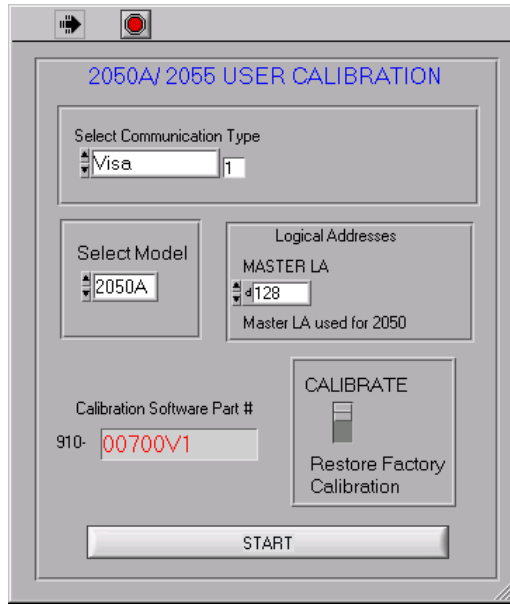 2050A/ 2055 USER CALIBRATION
Select Communication Type
Visa
1
Select Model
2050A
Logical Addresses
MASTER LA
d 128
Master LA used for 2050
Calibration Software Part #
910- 00700V1
CALIBRATE
Restore Factory
Calibration
START